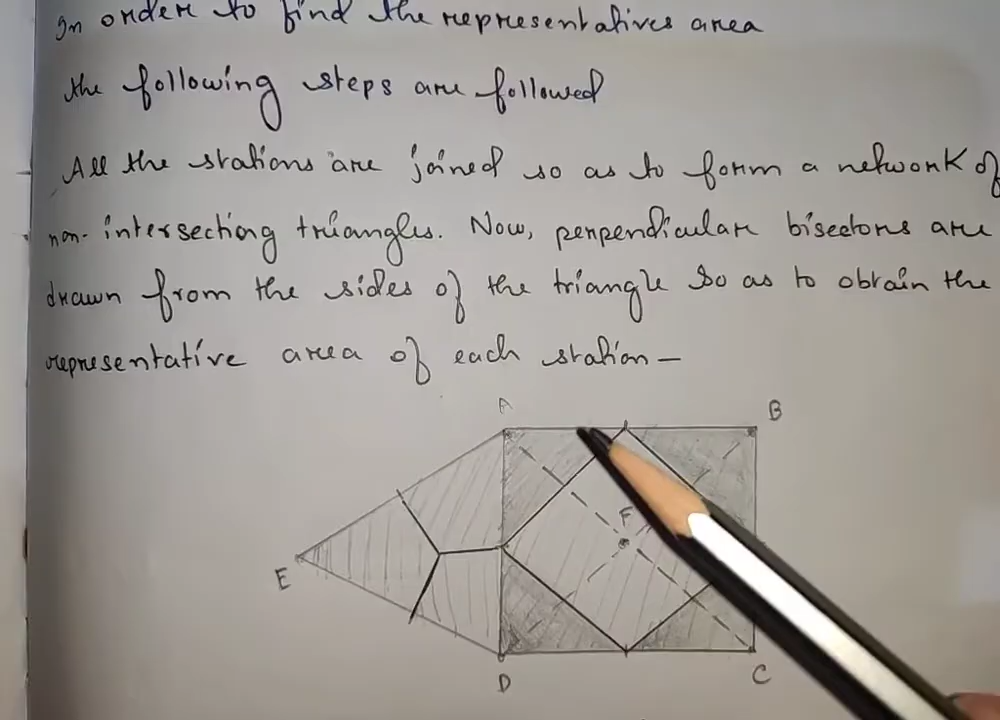 In order to find the representatives area
the following steps are followed
All the stations are joined so as to form a network of
non-intersecting triangles. Now, perpendicular bisectors are
drawn from the sides of the triangle so as to obtain the
representative area of each station –
A
B
F
E
D
C